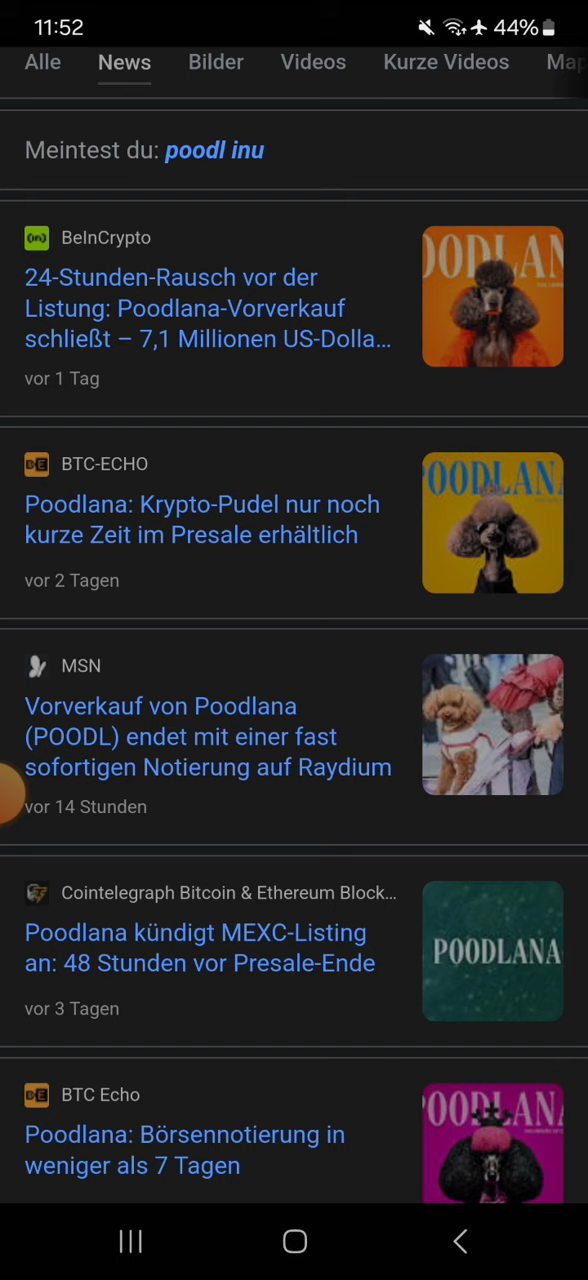 11:52
44%
Alle News Bilder Videos Kurze Videos Map
Meintest du: poodl inu
BeInCrypto
24-Stunden-Rausch vor der
Listung: Poodlana-Vorverkauf
schließt – 7,1 Millionen US-Dolla...
vor 1 Tag
OODLAN
BTC-ECHO
Poodlana: Krypto-Pudel nur noch
kurze Zeit im Presale erhältlich
vor 2 Tagen
POODLANA
MSN
Vorverkauf von Poodlana
(POODL) endet mit einer fast
sofortigen Notierung auf Raydium
vor 14 Stunden
Cointelegraph Bitcoin & Ethereum Block...
Poodlana kündigt MEXC-Listing
an: 48 Stunden vor Presale-Ende
vor 3 Tagen
POODLANA
BTC Echo
Poodlana: Börsennotierung in
weniger als 7 Tagen
OODLANA